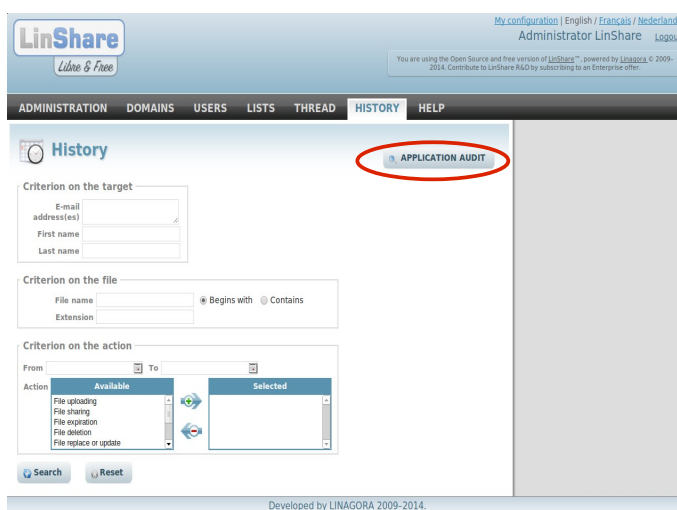 My configuration | English / Français / Nederland
LinShare
Libre & Free
Administrator LinShare Logou
You are using the Open Source and free version of LinShare™, powered by Linagora © 2009-
2014. Contribute to LinShare R&D by subscribing to an Enterprise offer.
ADMINISTRATION DOMAINS USERS LISTS THREAD HISTORY HELP
History
APPLICATION AUDIT
Criterion on the target
E-mail
address(es)
First name
Last name
Criterion on the file
File name Begins with Contains
Extension
Criterion on the action
From To
Action Available Selected
File uploading
File sharing
File expiration
File deletion
File replace or update
Search Reset
Developed by LINAGORA 2009-2014.